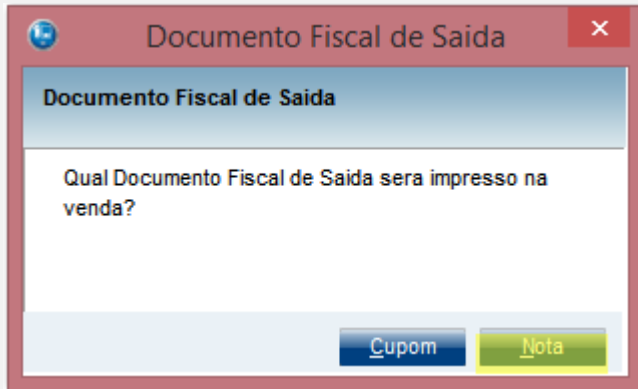 Documento Fiscal de Saida
Documento Fiscal de Saida
Qual Documento Fiscal de Saida sera impresso na
venda?
Cupom Nota